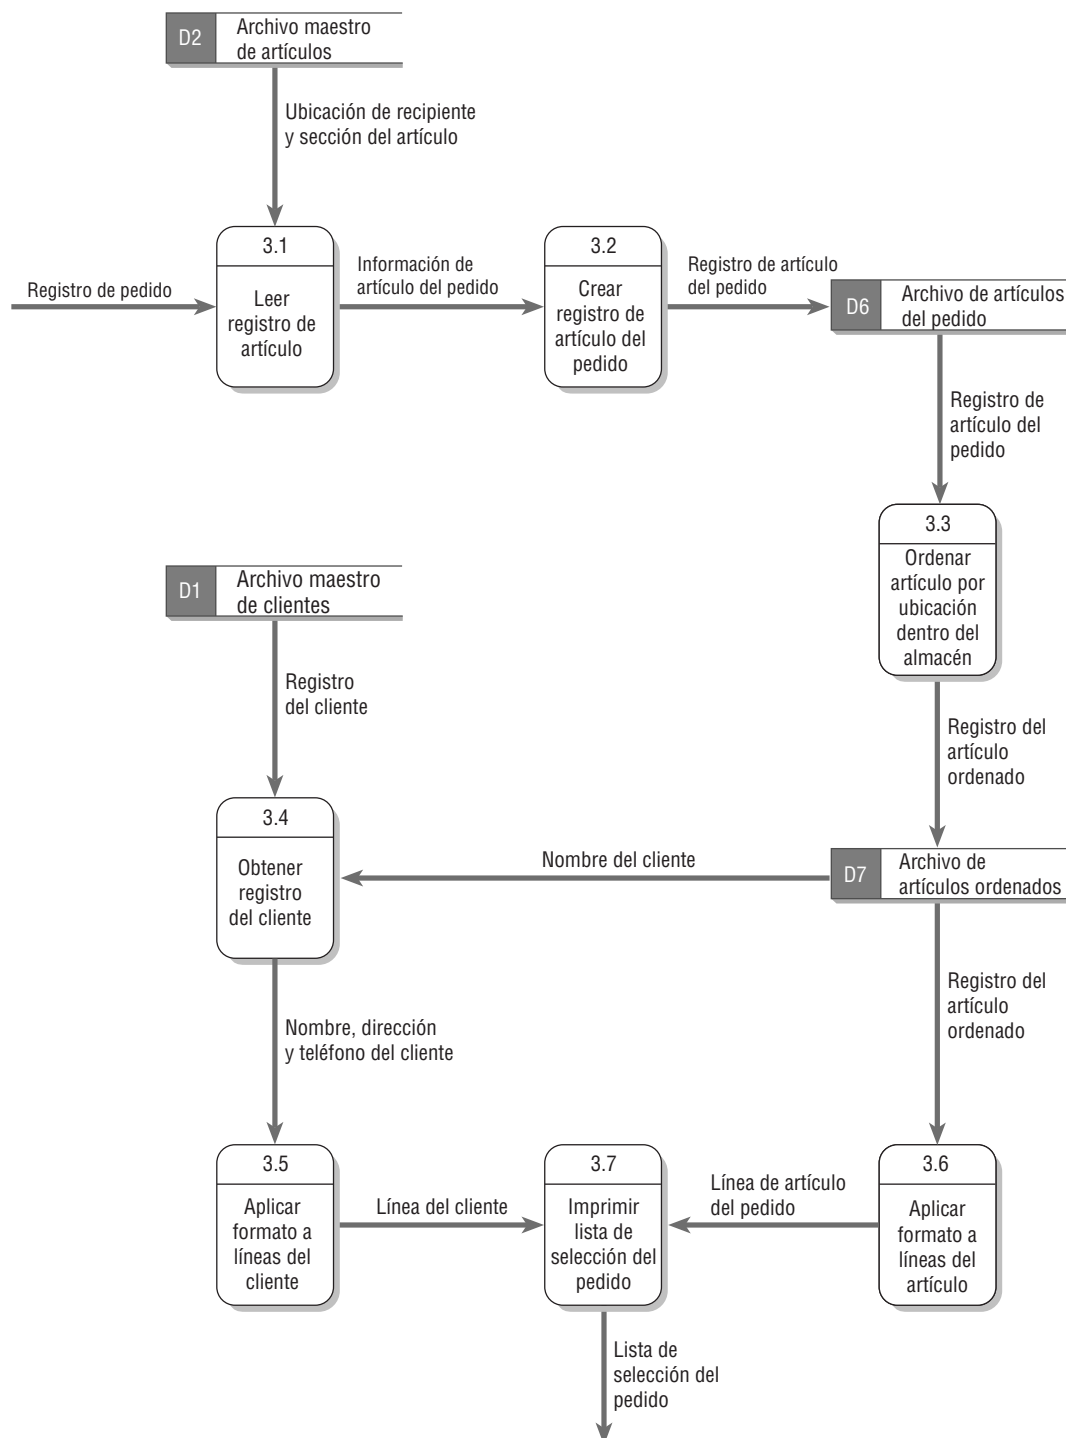 D2
Archivo maestro
de artículos
Ubicación de recipiente
y sección del artículo
Registro de pedido
3.1
Leer
registro de
artículo
Información de
artículo del pedido
3.2
Crear
registro de
artículo del
pedido
Registro de artículo
del pedido
D6
Archivo de artículos
del pedido
Registro de
artículo del
pedido
3.3
Ordenar
artículo por
ubicación
dentro del
almacén
D1
Archivo maestro
de clientes
Registro
del cliente
Registro del
artículo
ordenado
3.4
Obtener
registro
del cliente
Nombre del cliente
D7
Archivo de
artículos ordenados
Nombre, dirección
y teléfono del cliente
Registro del
artículo
ordenado
3.5
Aplicar
formato a
líneas del
cliente
Línea del cliente
3.7
Imprimir
lista de
selección del
pedido
Línea de artículo
del pedido
3.6
Aplicar
formato a
líneas del
artículo
Lista de
selección del
pedido